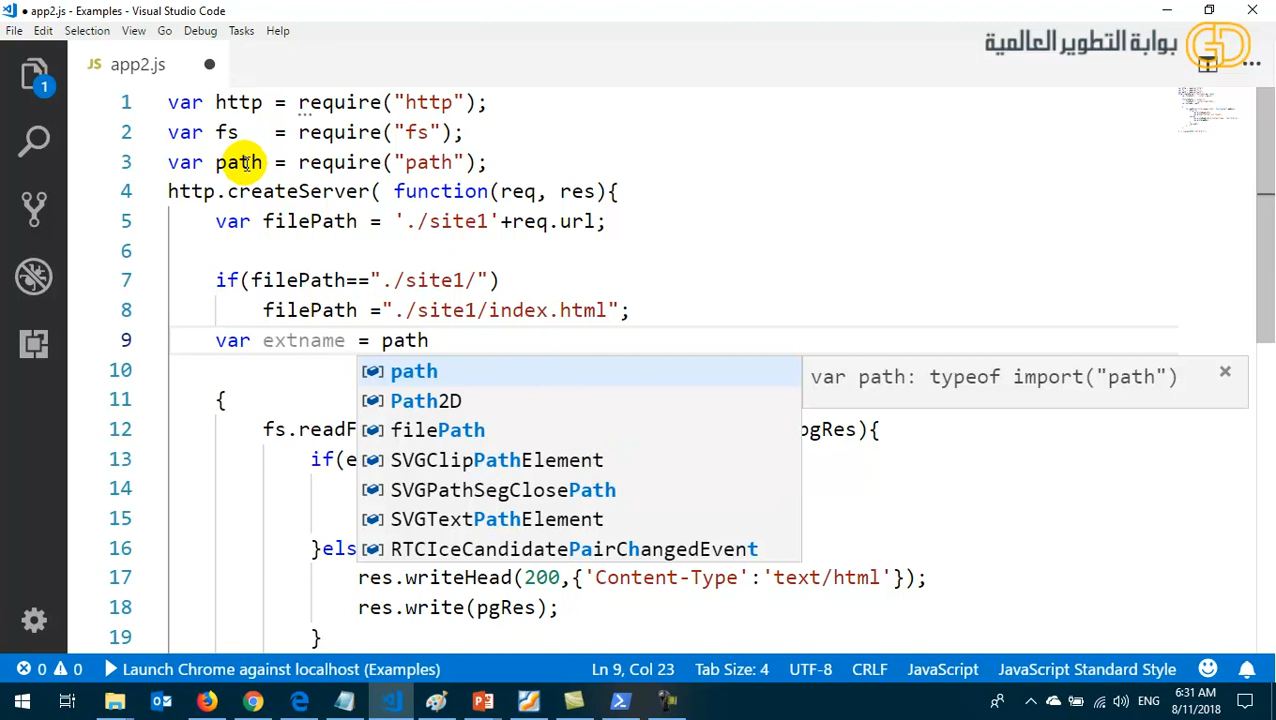 app2.js - Examples - Visual Studio Code
File Edit Selection View Go Debug Tasks Help
بوابة التطوير العالمية
GD
JS app2.js
1
1 var http = require("http");
2 var fs = require("fs");
3 var path = require("path");
4 http.createServer( function(req, res){
5 var filePath = './site1'+req.url;
6
7 if(filePath=="./site1/")
8 filePath ="./site1/index.html";
9 var extname = path
10 path
var path: typeof import("path")
Path2D
11 {
filePath
12 fs.readF
pgRes){
SVGClipPathElement
13 if(e
SVGPathSegClosePath
14
SVGTextPathElement
15
RTCIceCandidatePairChangedEvent
16 }els
17 res.writeHead(200,{'Content-Type':'text/html'});
18 res.write(pgRes);
19 }
0 0 Launch Chrome against localhost (Examples) Ln 9, Col 23 Tab Size: 4 UTF-8 CRLF JavaScript JavaScript Standard Style
ENG 6:31 AM
8/11/2018